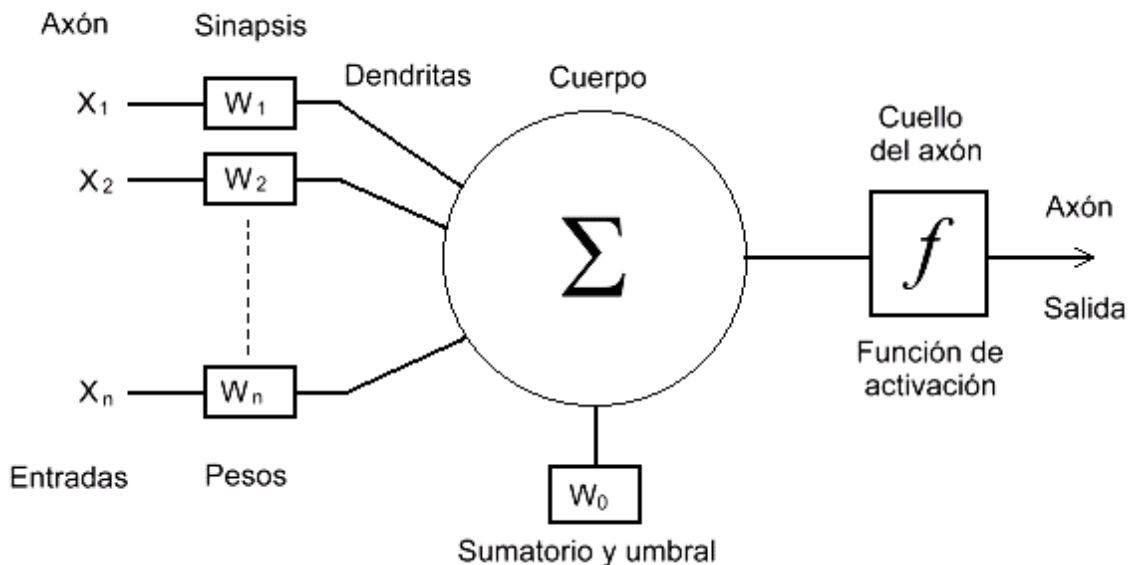 Axón
Sinapsis
Dendritas
Cuerpo
X1
W1
Cuello
del axón
X2
W2
Axón
Σ
f
Salida
Función de
activación
Xn
Wn
Entradas
Pesos
W0
Sumatorio y umbral